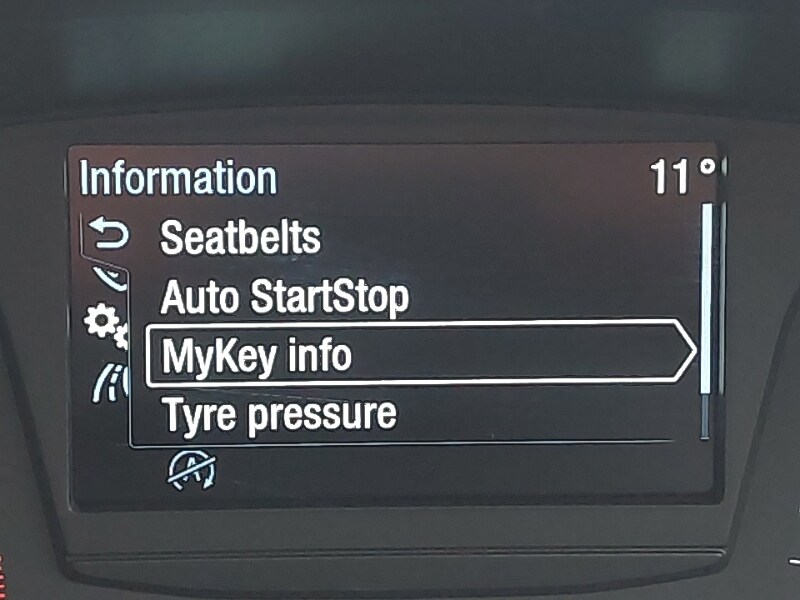 Information 11°
Seatbelts
Auto StartStop
MyKey info
Tyre pressure
A